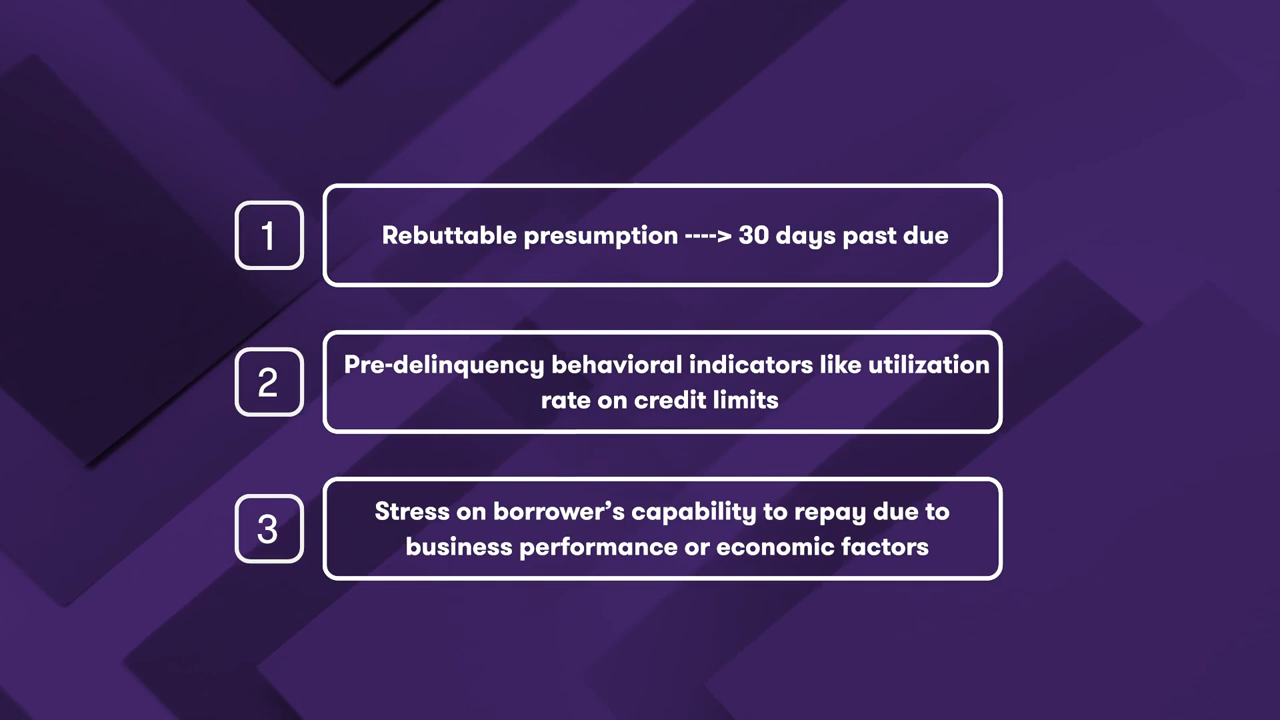 1
Rebuttable presumption ----> 30 days past due
2
Pre-delinquency behavioral indicators like utilization
rate on credit limits
3
Stress on borrower’s capability to repay due to
business performance or economic factors